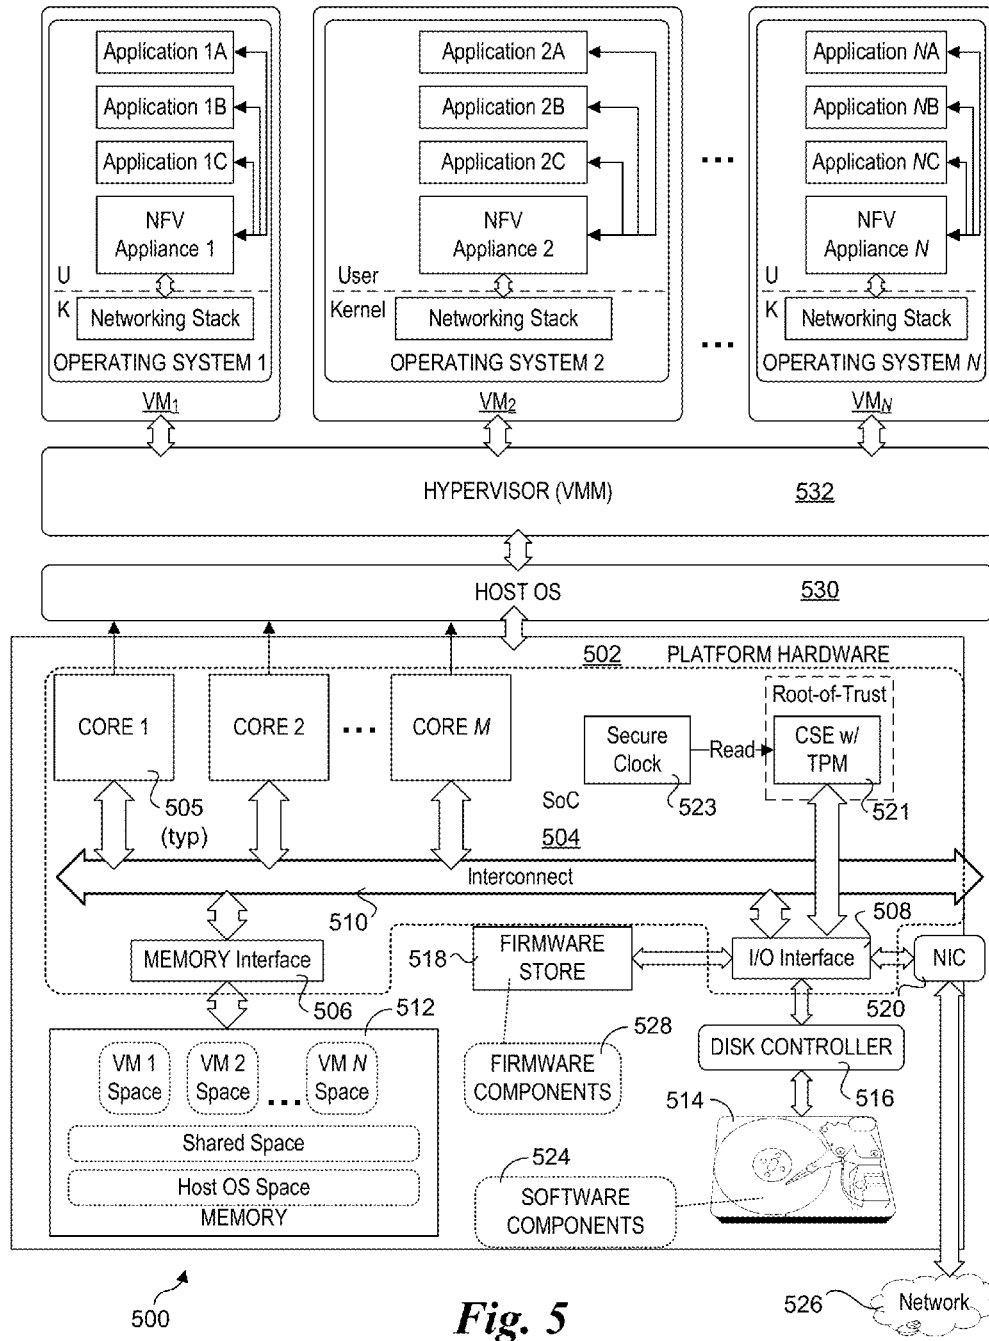 Application 1A
Application 1B
Application 1C
NFV
Appliance 1
U
K
Networking Stack
OPERATING SYSTEM 1
VM1
Application 2A
Application 2B
Application 2C
NFV
Appliance 2
User
Kernel
Networking Stack
OPERATING SYSTEM 2
VM2
...
...
Application NA
Application NB
Application NC
NFV
Appliance N
U
K
Networking Stack
OPERATING SYSTEM N
VMN
HYPERVISOR (VMM)
532
HOST OS
530
502
PLATFORM HARDWARE
CORE 1
CORE 2
...
CORE M
505
(typ)
Secure
Clock
523
Read
Root-of-Trust
CSE w/
TPM
521
SoC
504
Interconnect
510
MEMORY Interface
506
518
FIRMWARE
STORE
I/O Interface
508
NIC
520
512
VM 1
Space
VM 2
Space
...
VM N
Space
Shared Space
Host OS Space
MEMORY
528
FIRMWARE
COMPONENTS
DISK CONTROLLER
516
514
524
SOFTWARE
COMPONENTS
500
Fig. 5
526
Network